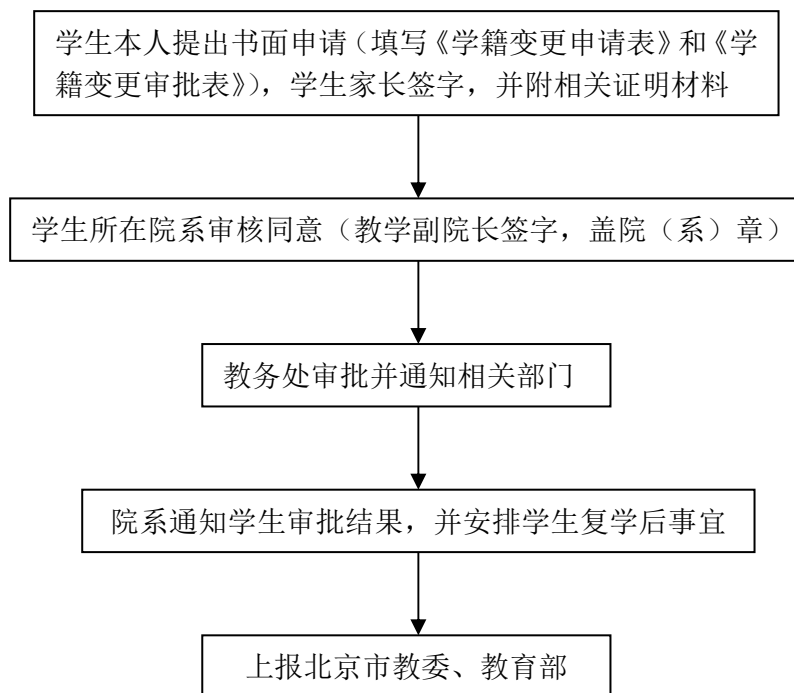 学生本人提出书面申请（填写《学籍变更申请表》和《学
籍变更审批表》），学生家长签字，并附相关证明材料
学生所在院系审核同意（教学副院长签字，盖院（系）章）
教务处审批并通知相关部门
院系通知学生审批结果，并安排学生复学后事宜
上报北京市教委、教育部